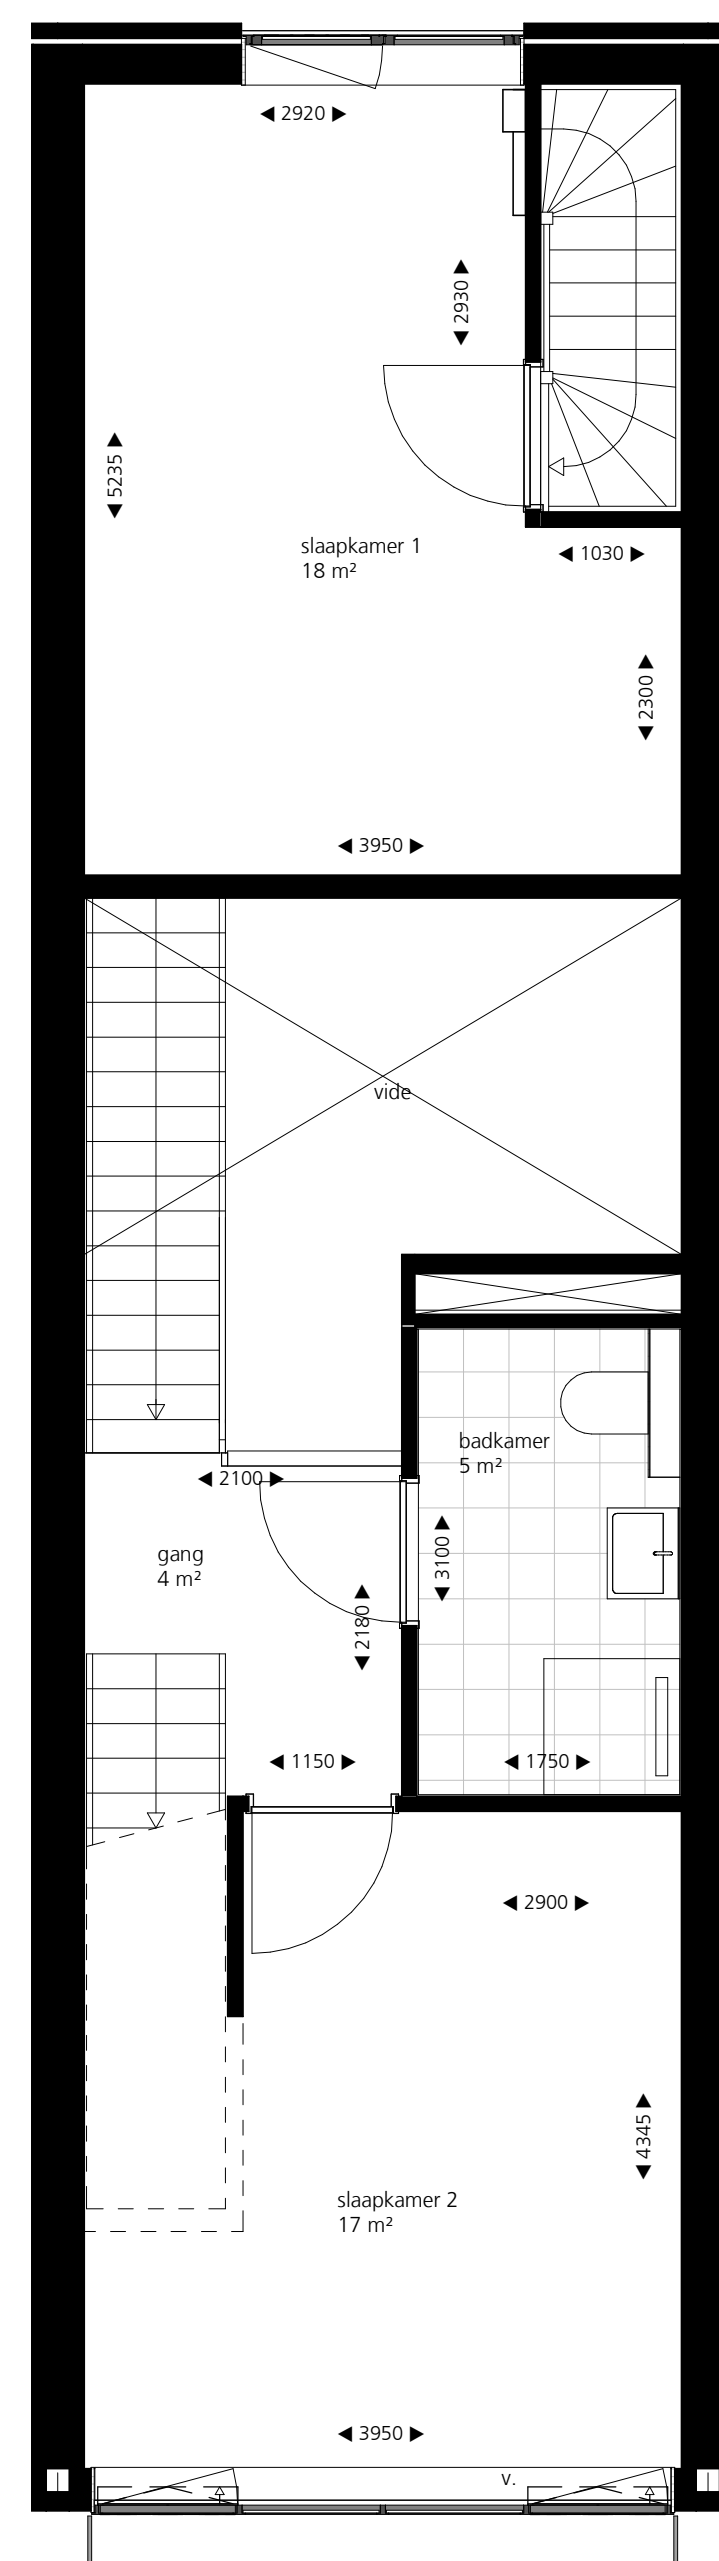 ◀ 2920 ▶
◀ 2930 ▶
◀ 5235 ▶
slaapkamer 1
18 m²
◀ 1030 ▶
◀ 2300 ▶
◀ 3950 ▶
vide
badkamer
5 m²
◀ 2100 ▶
gang
4 m²
◀ 3100 ▶
◀ 2180 ▶
◀ 1150 ▶
◀ 1750 ▶
◀ 2900 ▶
◀ 4345 ▶
slaapkamer 2
17 m²
◀ 3950 ▶
v.